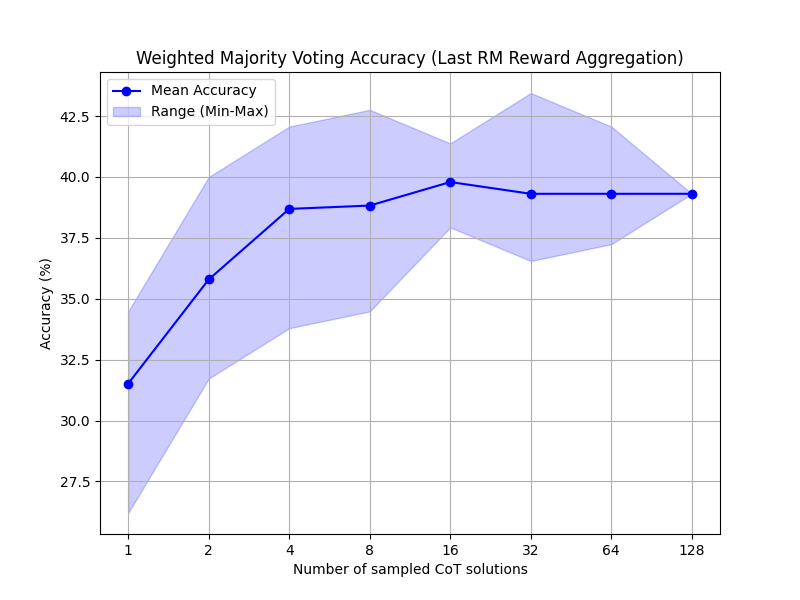 Weighted Majority Voting Accuracy (Last RM Reward Aggregation)
Mean Accuracy
Range (Min-Max)
Accuracy (%)
42.5
40.0
37.5
35.0
32.5
30.0
27.5
1 2 4 8 16 32 64 128
Number of sampled CoT solutions